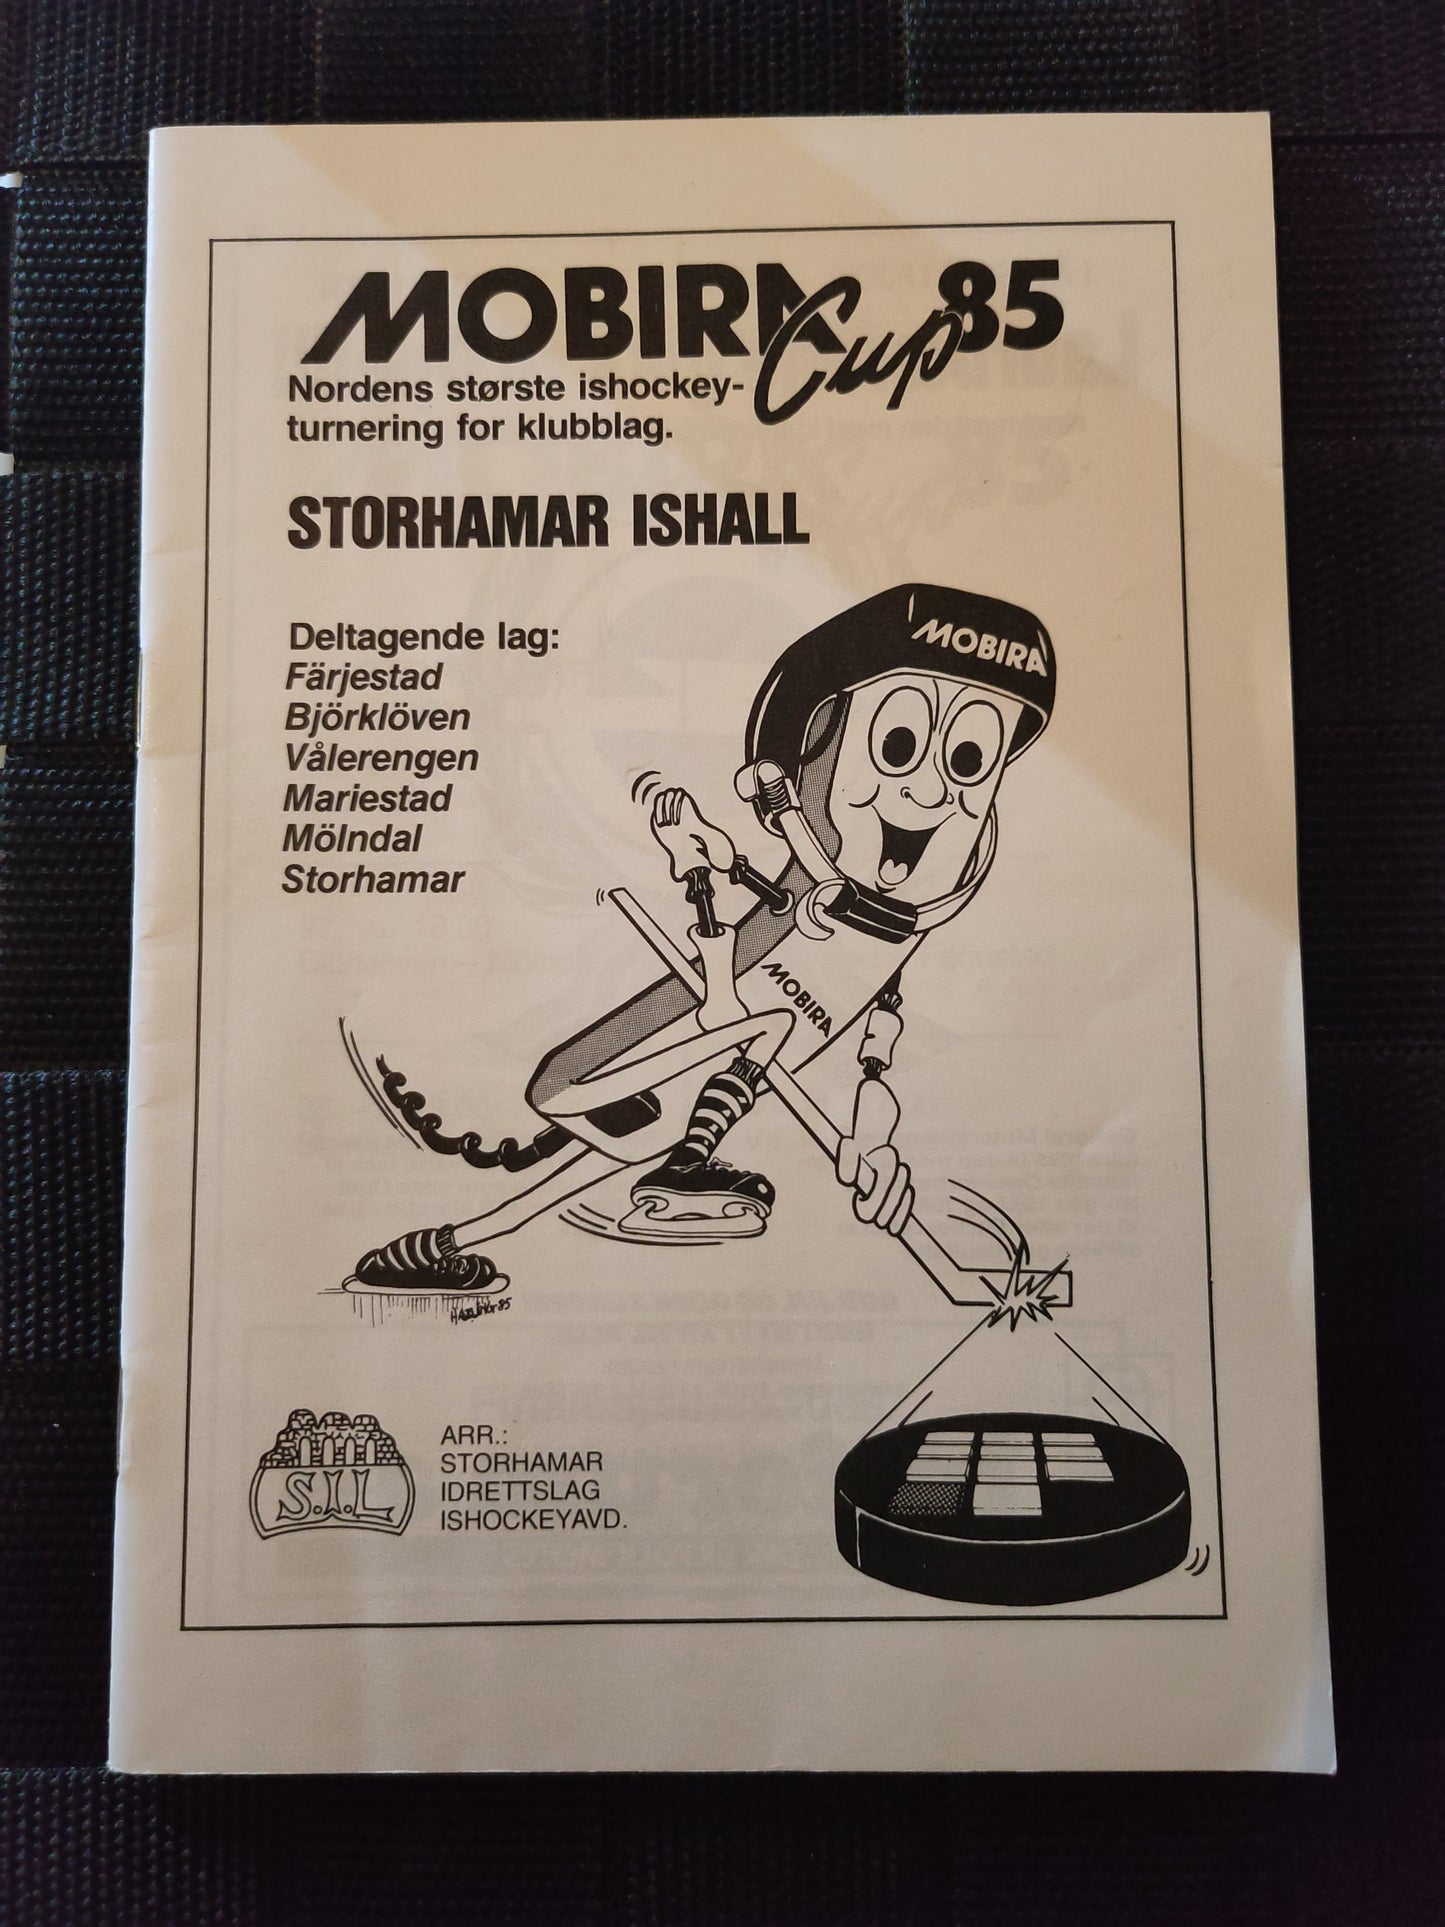 MOBIRA Cup 85
Nordens største ishockey-
turnering for klubblag.
STORHAMAR ISHALL
Deltagende lag:
Färjestad
Björklöven
Vålerengen
Mariestad
Mölndal
Storhamar
MOBIRA
MOBIRA
S.I.L
ARR.:
STORHAMAR
IDRETTSLAG
ISHOCKEYAVD.